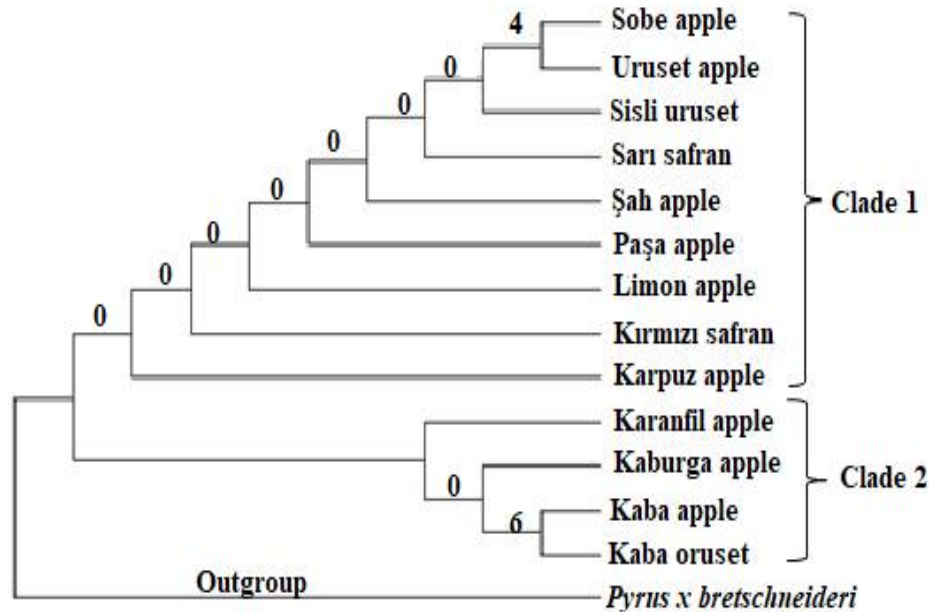 4
Sobe apple
0
Uruset apple
0
Sisli uruset
0
Sarı safran
0
Şah apple
Clade 1
0
Paşa apple
0
Limon apple
0
Kırmızı safran
0
Karpuz apple
Karanfil apple
Kaburga apple
Clade 2
0
Kaba apple
6
Kaba oruset
Outgroup
Pyrus x bretschneideri